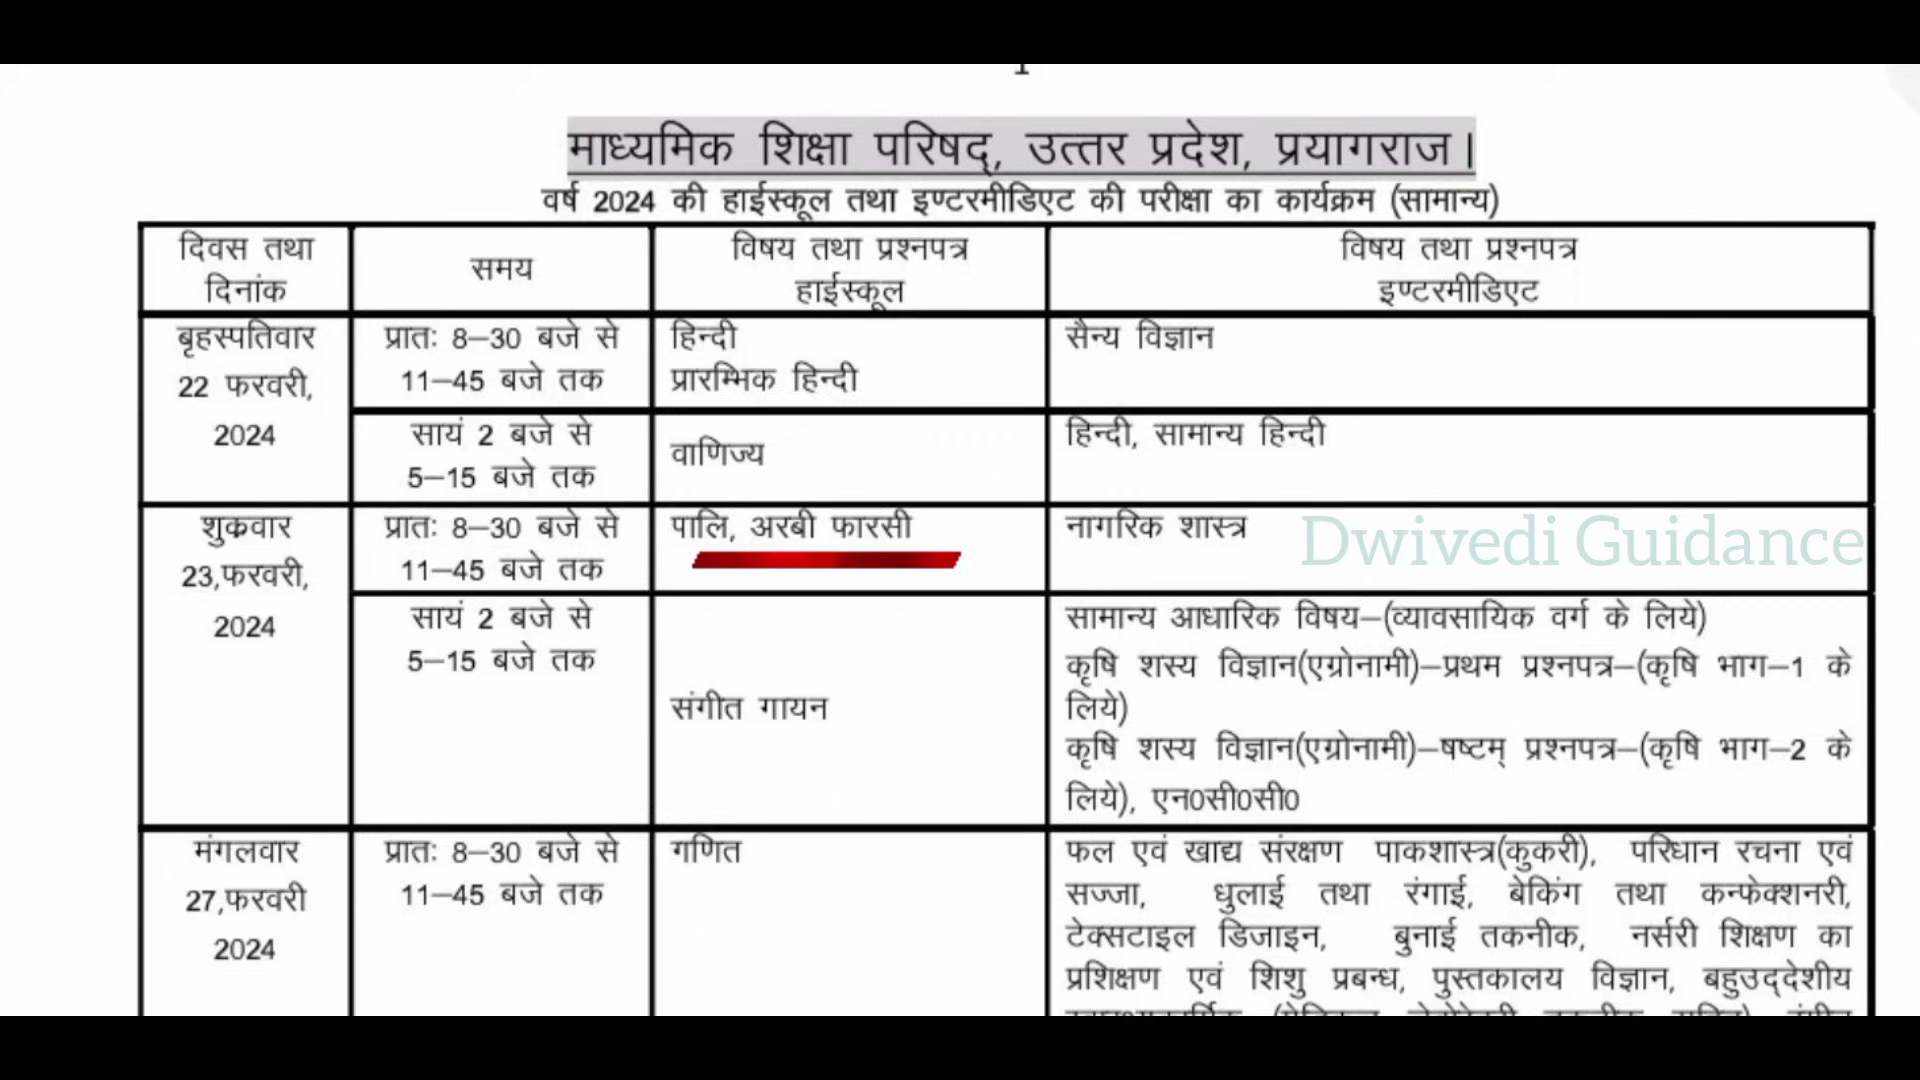 माध्यमिक शिक्षा परिषद्, उत्तर प्रदेश, प्रयागराज।
वर्ष 2024 की हाईस्कूल तथा इण्टरमीडिएट की परीक्षा का कार्यक्रम (सामान्य)
दिवस तथा
दिनांक
समय
विषय तथा प्रश्नपत्र
हाईस्कूल
विषय तथा प्रश्नपत्र
इण्टरमीडिएट
बृहस्पतिवार
22 फरवरी,
2024
प्रातः 8–30 बजे से
11–45 बजे तक
हिन्दी
प्रारम्भिक हिन्दी
सैन्य विज्ञान
सायं 2 बजे से
5–15 बजे तक
वाणिज्य
हिन्दी, सामान्य हिन्दी
शुक्रवार
23,फरवरी,
2024
प्रातः 8–30 बजे से
11–45 बजे तक
पालि, अरबी फारसी
नागरिक शास्त्र
Dwivedi Guidance
सायं 2 बजे से
5–15 बजे तक
संगीत गायन
सामान्य आधारिक विषय–(व्यावसायिक वर्ग के लिये)
कृषि शस्य विज्ञान(एग्रोनामी)–प्रथम प्रश्नपत्र–(कृषि भाग–1 के
लिये)
कृषि शस्य विज्ञान(एग्रोनामी)–षष्टम् प्रश्नपत्र–(कृषि भाग–2 के
लिये), एन0सी0सी0
मंगलवार
27,फरवरी
2024
प्रातः 8–30 बजे से
11–45 बजे तक
गणित
फल एवं खाद्य संरक्षण पाकशास्त्र(कुकरी), परिधान रचना एवं
सज्जा, धुलाई तथा रंगाई, बेकिंग तथा कन्फेक्शनरी,
टेक्सटाइल डिजाइन, बुनाई तकनीक, नर्सरी शिक्षण का
प्रशिक्षण एवं शिशु प्रबन्ध, पुस्तकालय विज्ञान, बहुउद्देशीय